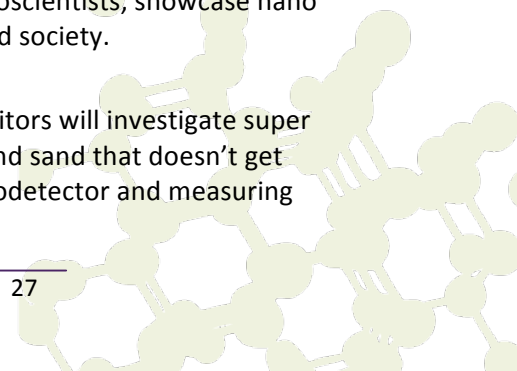 oscientists, showcase nano
d society.
itors will investigate super
nd sand that doesn't get
odetector and measuring
27